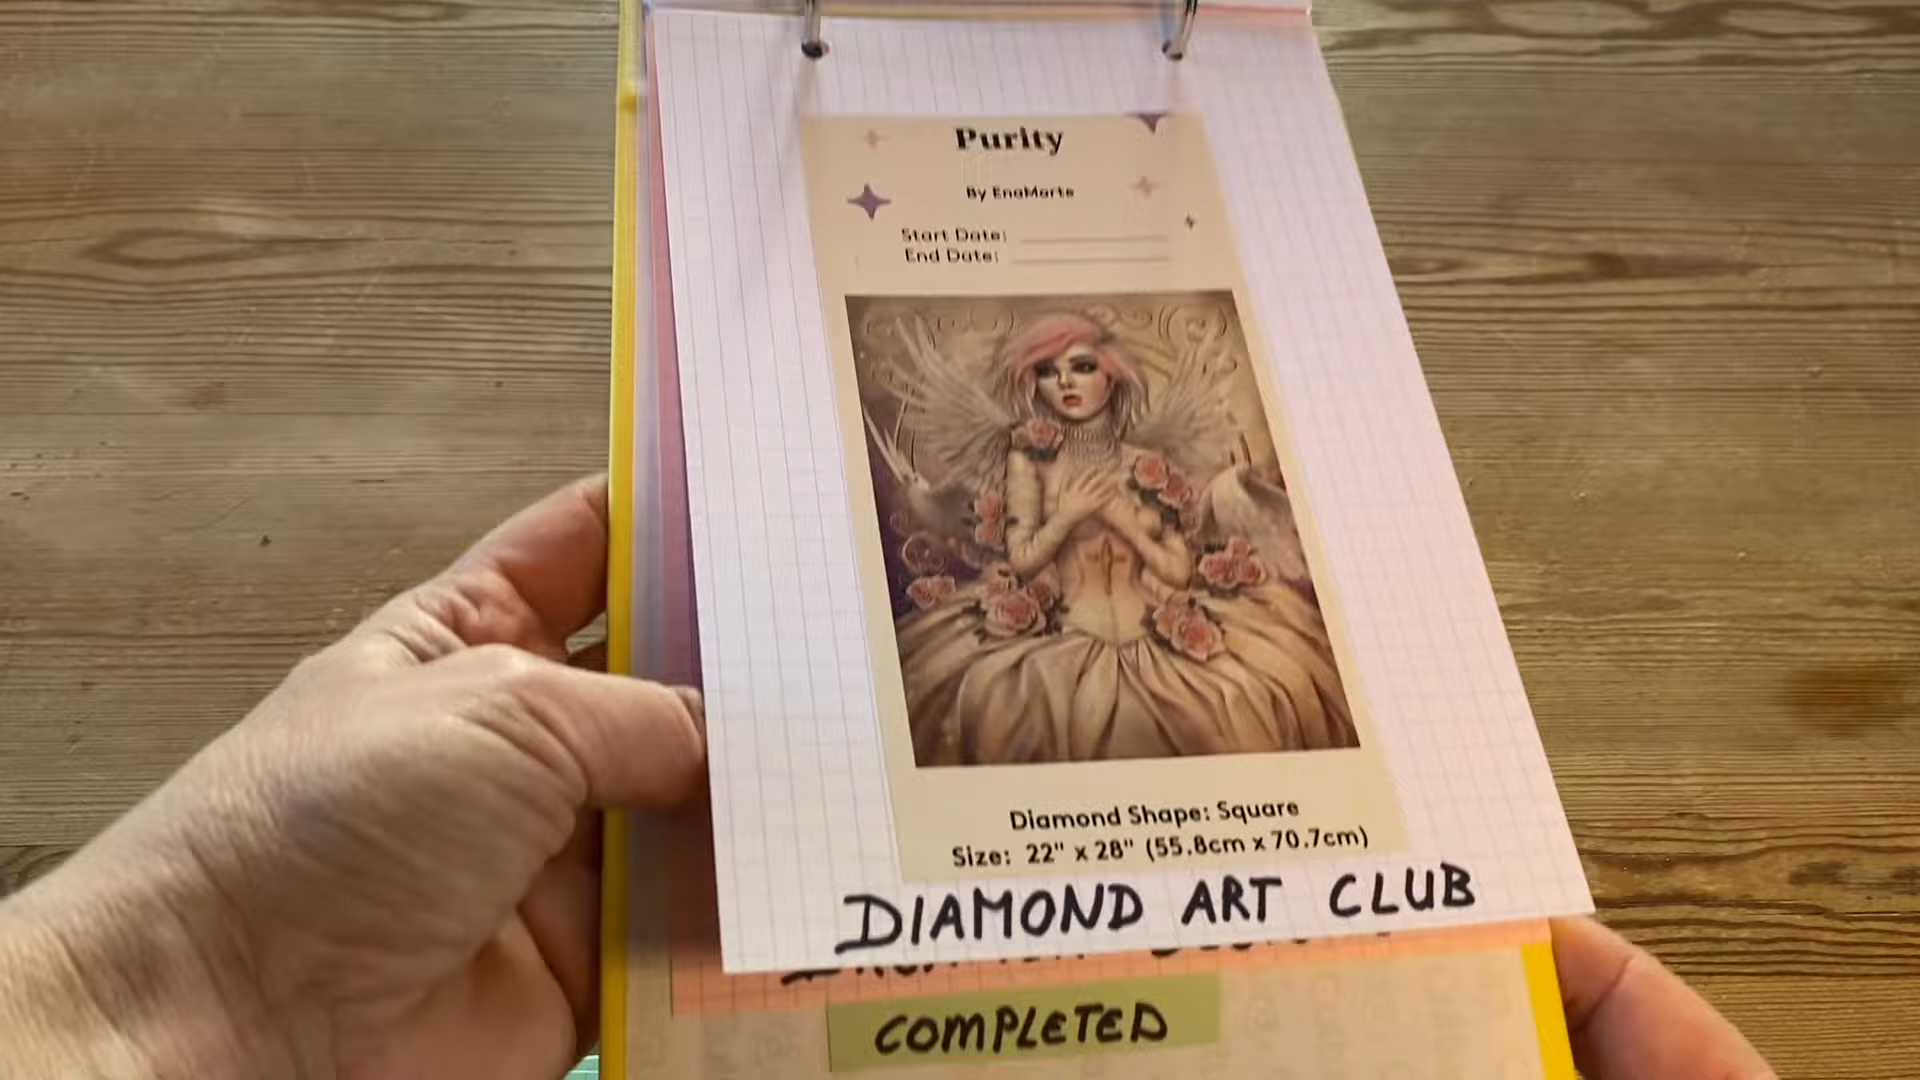 Purity
By EnaMorte
Start Date:
End Date:
Diamond Shape: Square
Size: 22" x 28" (55.8cm x 70.7cm)
DIAMOND ART CLUB
COMPLETED